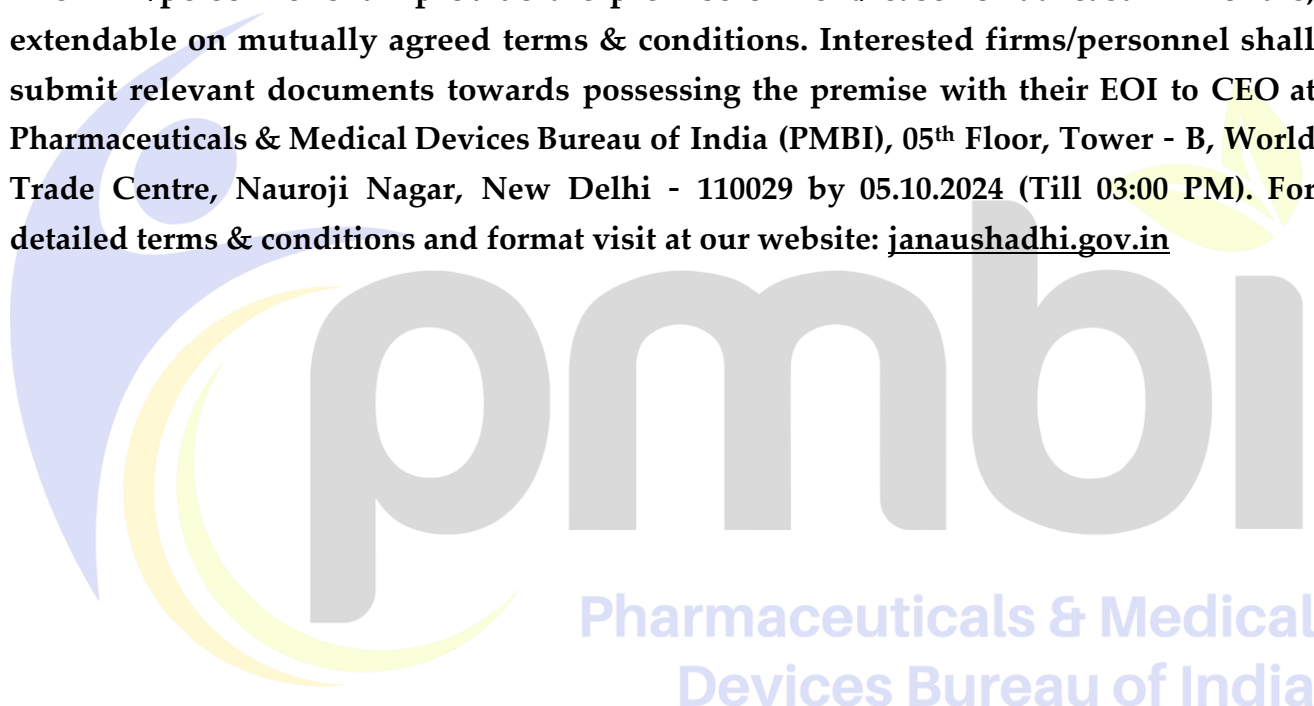 extendable on mutually agreed terms & conditions. Interested firms/personnel shall
submit relevant documents towards possessing the premise with their EOI to CEO at
Pharmaceuticals & Medical Devices Bureau of India (PMBI), 05th Floor, Tower - B, World
Trade Centre, Nauroji Nagar, New Delhi - 110029 by 05.10.2024 (Till 03:00 PM). For
detailed terms & conditions and format visit at our website: janaushadhi.gov.in
pmbi
Pharmaceuticals & Medical
Devices Bureau of India